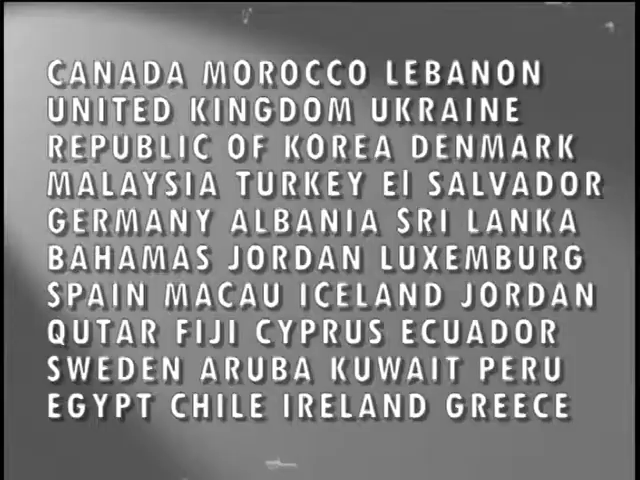 CANADA MOROCCO LEBANON
UNITED KINGDOM UKRAINE
REPUBLIC OF KOREA DENMARK
MALAYSIA TURKEY El SALVADOR
GERMANY ALBANIA SRI LANKA
BAHAMAS JORDAN LUXEMBURG
SPAIN MACAU ICELAND JORDAN
QUTAR FIJI CYPRUS ECUADOR
SWEDEN ARUBA KUWAIT PERU
EGYPT CHILE IRELAND GREECE